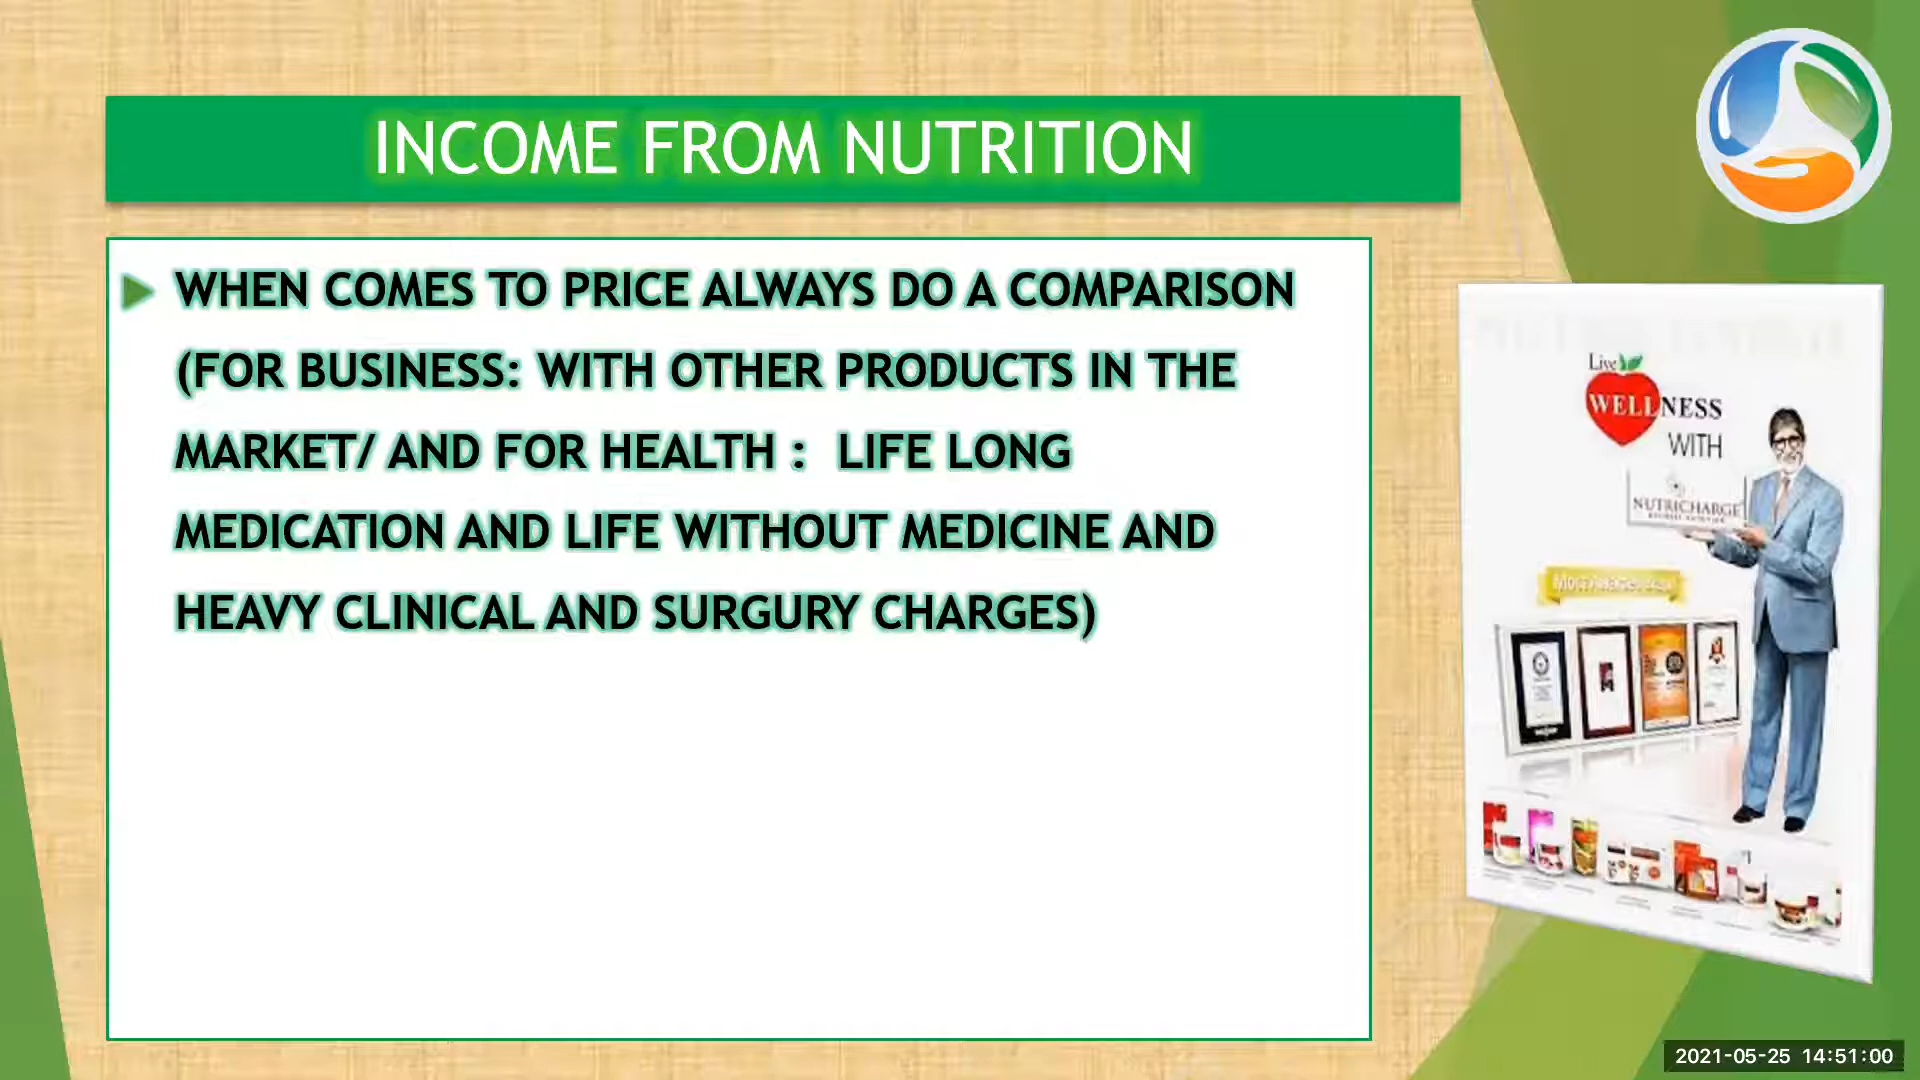 INCOME FROM NUTRITION
WHEN COMES TO PRICE ALWAYS DO A COMPARISON
(FOR BUSINESS: WITH OTHER PRODUCTS IN THE
MARKET/ AND FOR HEALTH :  LIFE LONG
MEDICATION AND LIFE WITHOUT MEDICINE AND
HEAVY CLINICAL AND SURGURY CHARGES)
Live
WELLNESS
WITH
NUTRICHARGE
2021-05-25 14:51:00